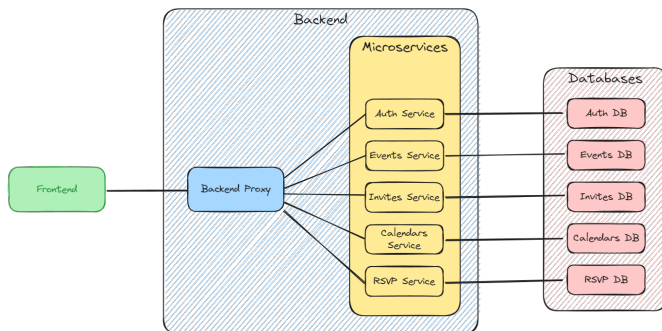 Backend
Microservices
Databases
Auth Service
Auth DB
Events Service
Events DB
Frontend
Backend Proxy
Invites Service
Invites DB
Calendars
Service
Calendars DB
RSVP Service
RSVP DB